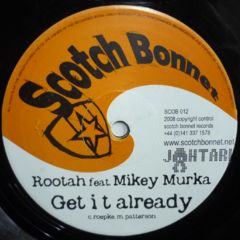 Scotch Bonnet
SCOB 012
2008 copyright control
scotch bonnet records
+44 (0)141 337 1579
www.scotchbonnet.net
JAHTARI
Rootah feat. Mikey Murka
Get it already
c. roepke, m. patterson